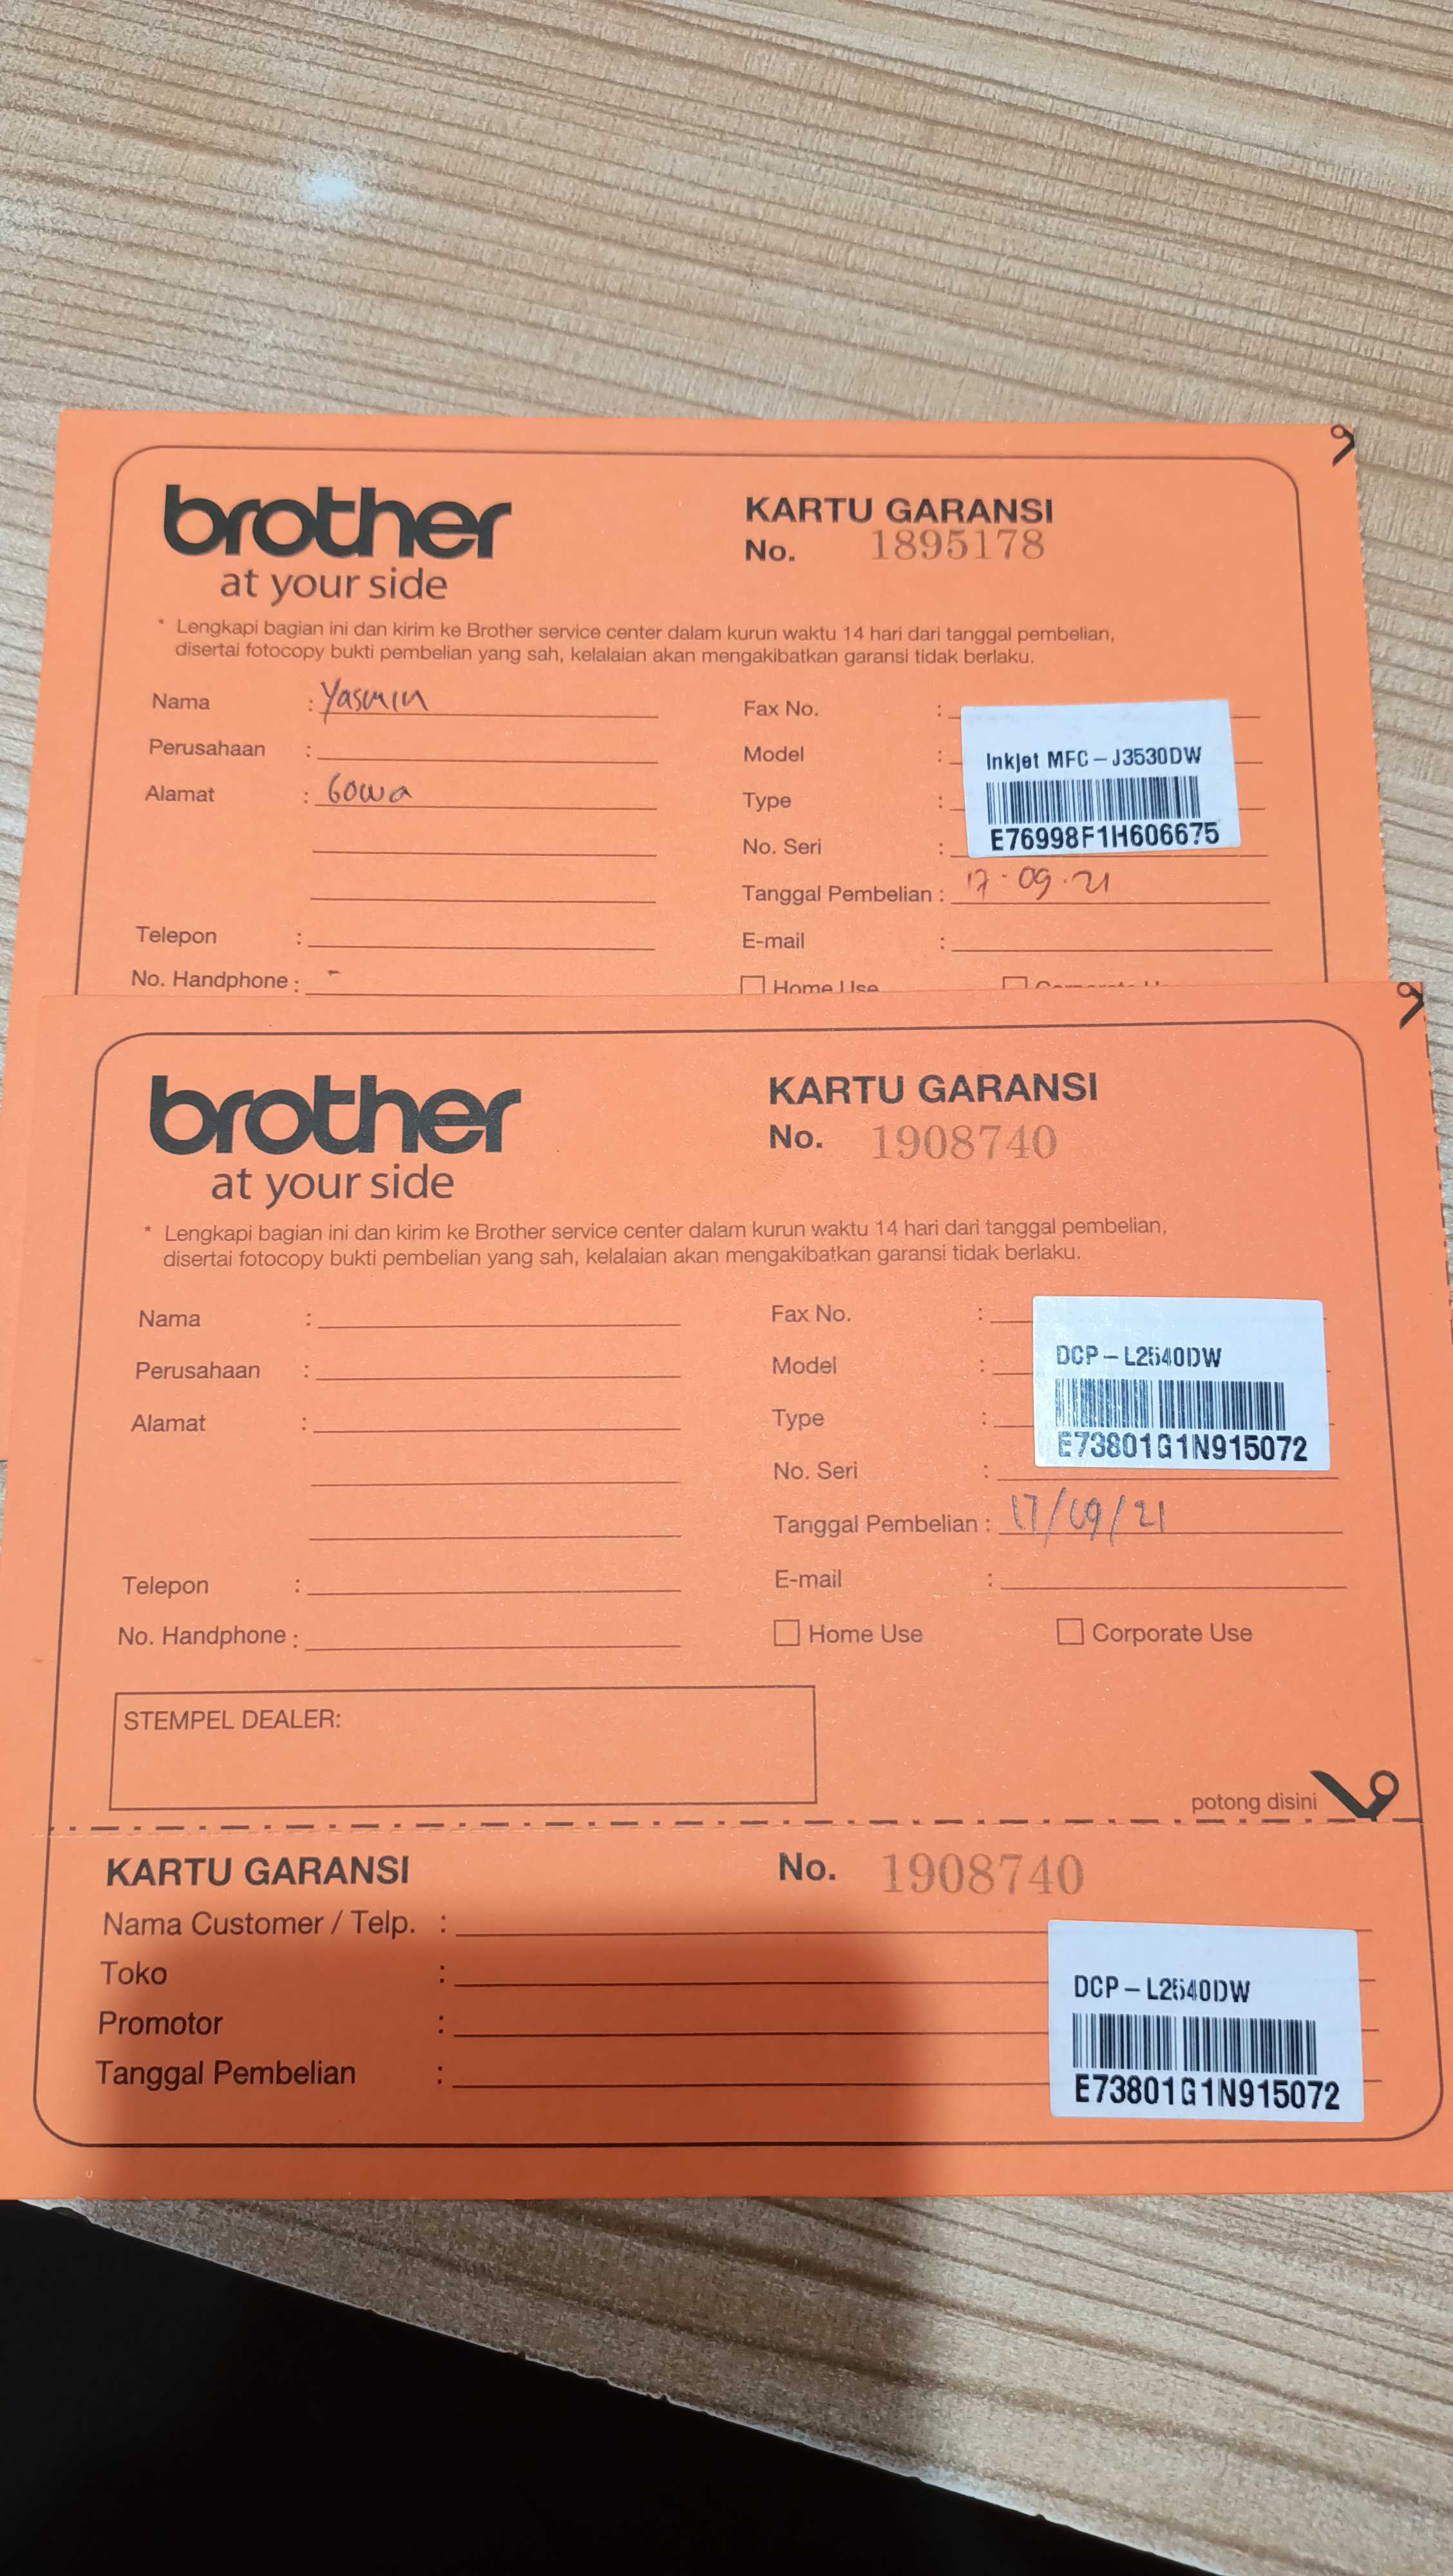 brother
at your side
KARTU GARANSI
No. 1895178
* Lengkapi bagian ini dan kirim ke Brother service center dalam kurun waktu 14 hari dari tanggal pembelian,
disertai fotocopy bukti pembelian yang sah, kelalaian akan mengakibatkan garansi tidak berlaku.
Nama : Yasmin
Perusahaan :
Alamat : Gowa
Telepon :
No. Handphone : -
Fax No. :
Model :
Type :
No. Seri :
Inkjet MFC-J3530DW
E76998F1H606675
Tanggal Pembelian : 17.09.21
E-mail :
Home Use
Corporate Use
brother
at your side
KARTU GARANSI
No. 1908740
* Lengkapi bagian ini dan kirim ke Brother service center dalam kurun waktu 14 hari dari tanggal pembelian,
disertai fotocopy bukti pembelian yang sah, kelalaian akan mengakibatkan garansi tidak berlaku.
Nama :
Perusahaan :
Alamat :
Telepon :
No. Handphone :
Fax No. :
Model :
Type :
No. Seri :
DCP-L2540DW
E73801G1N915072
Tanggal Pembelian : 17/09/21
E-mail :
Home Use
Corporate Use
STEMPEL DEALER:
potong disini
KARTU GARANSI
No. 1908740
Nama Customer / Telp. :
Toko :
Promotor :
Tanggal Pembelian :
DCP-L2540DW
E73801G1N915072